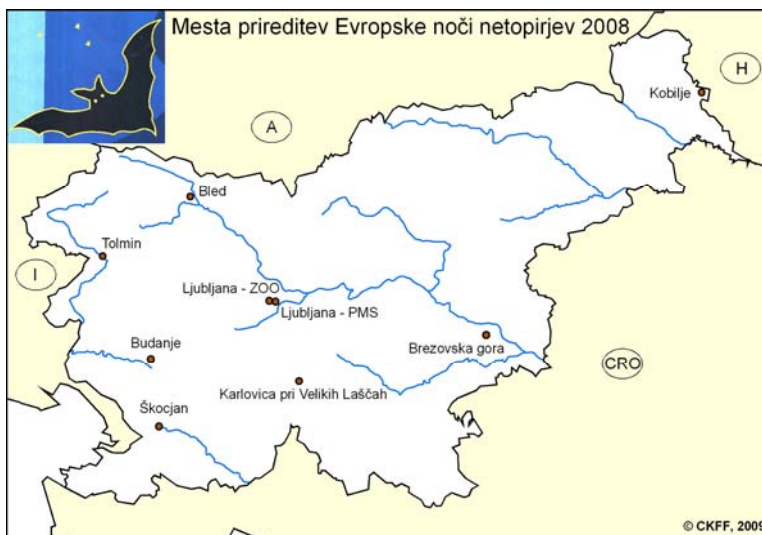 Mesta prireditev Evropske noči netopirjev 2008
H
Kobilje
A
Bled
Tolmin
I
Ljubljana - ZOO
Ljubljana - PMS
Budanje
Brezovska gora
CRO
Karlovica pri Velikih Laščah
Škocjan
© CKFF, 2009